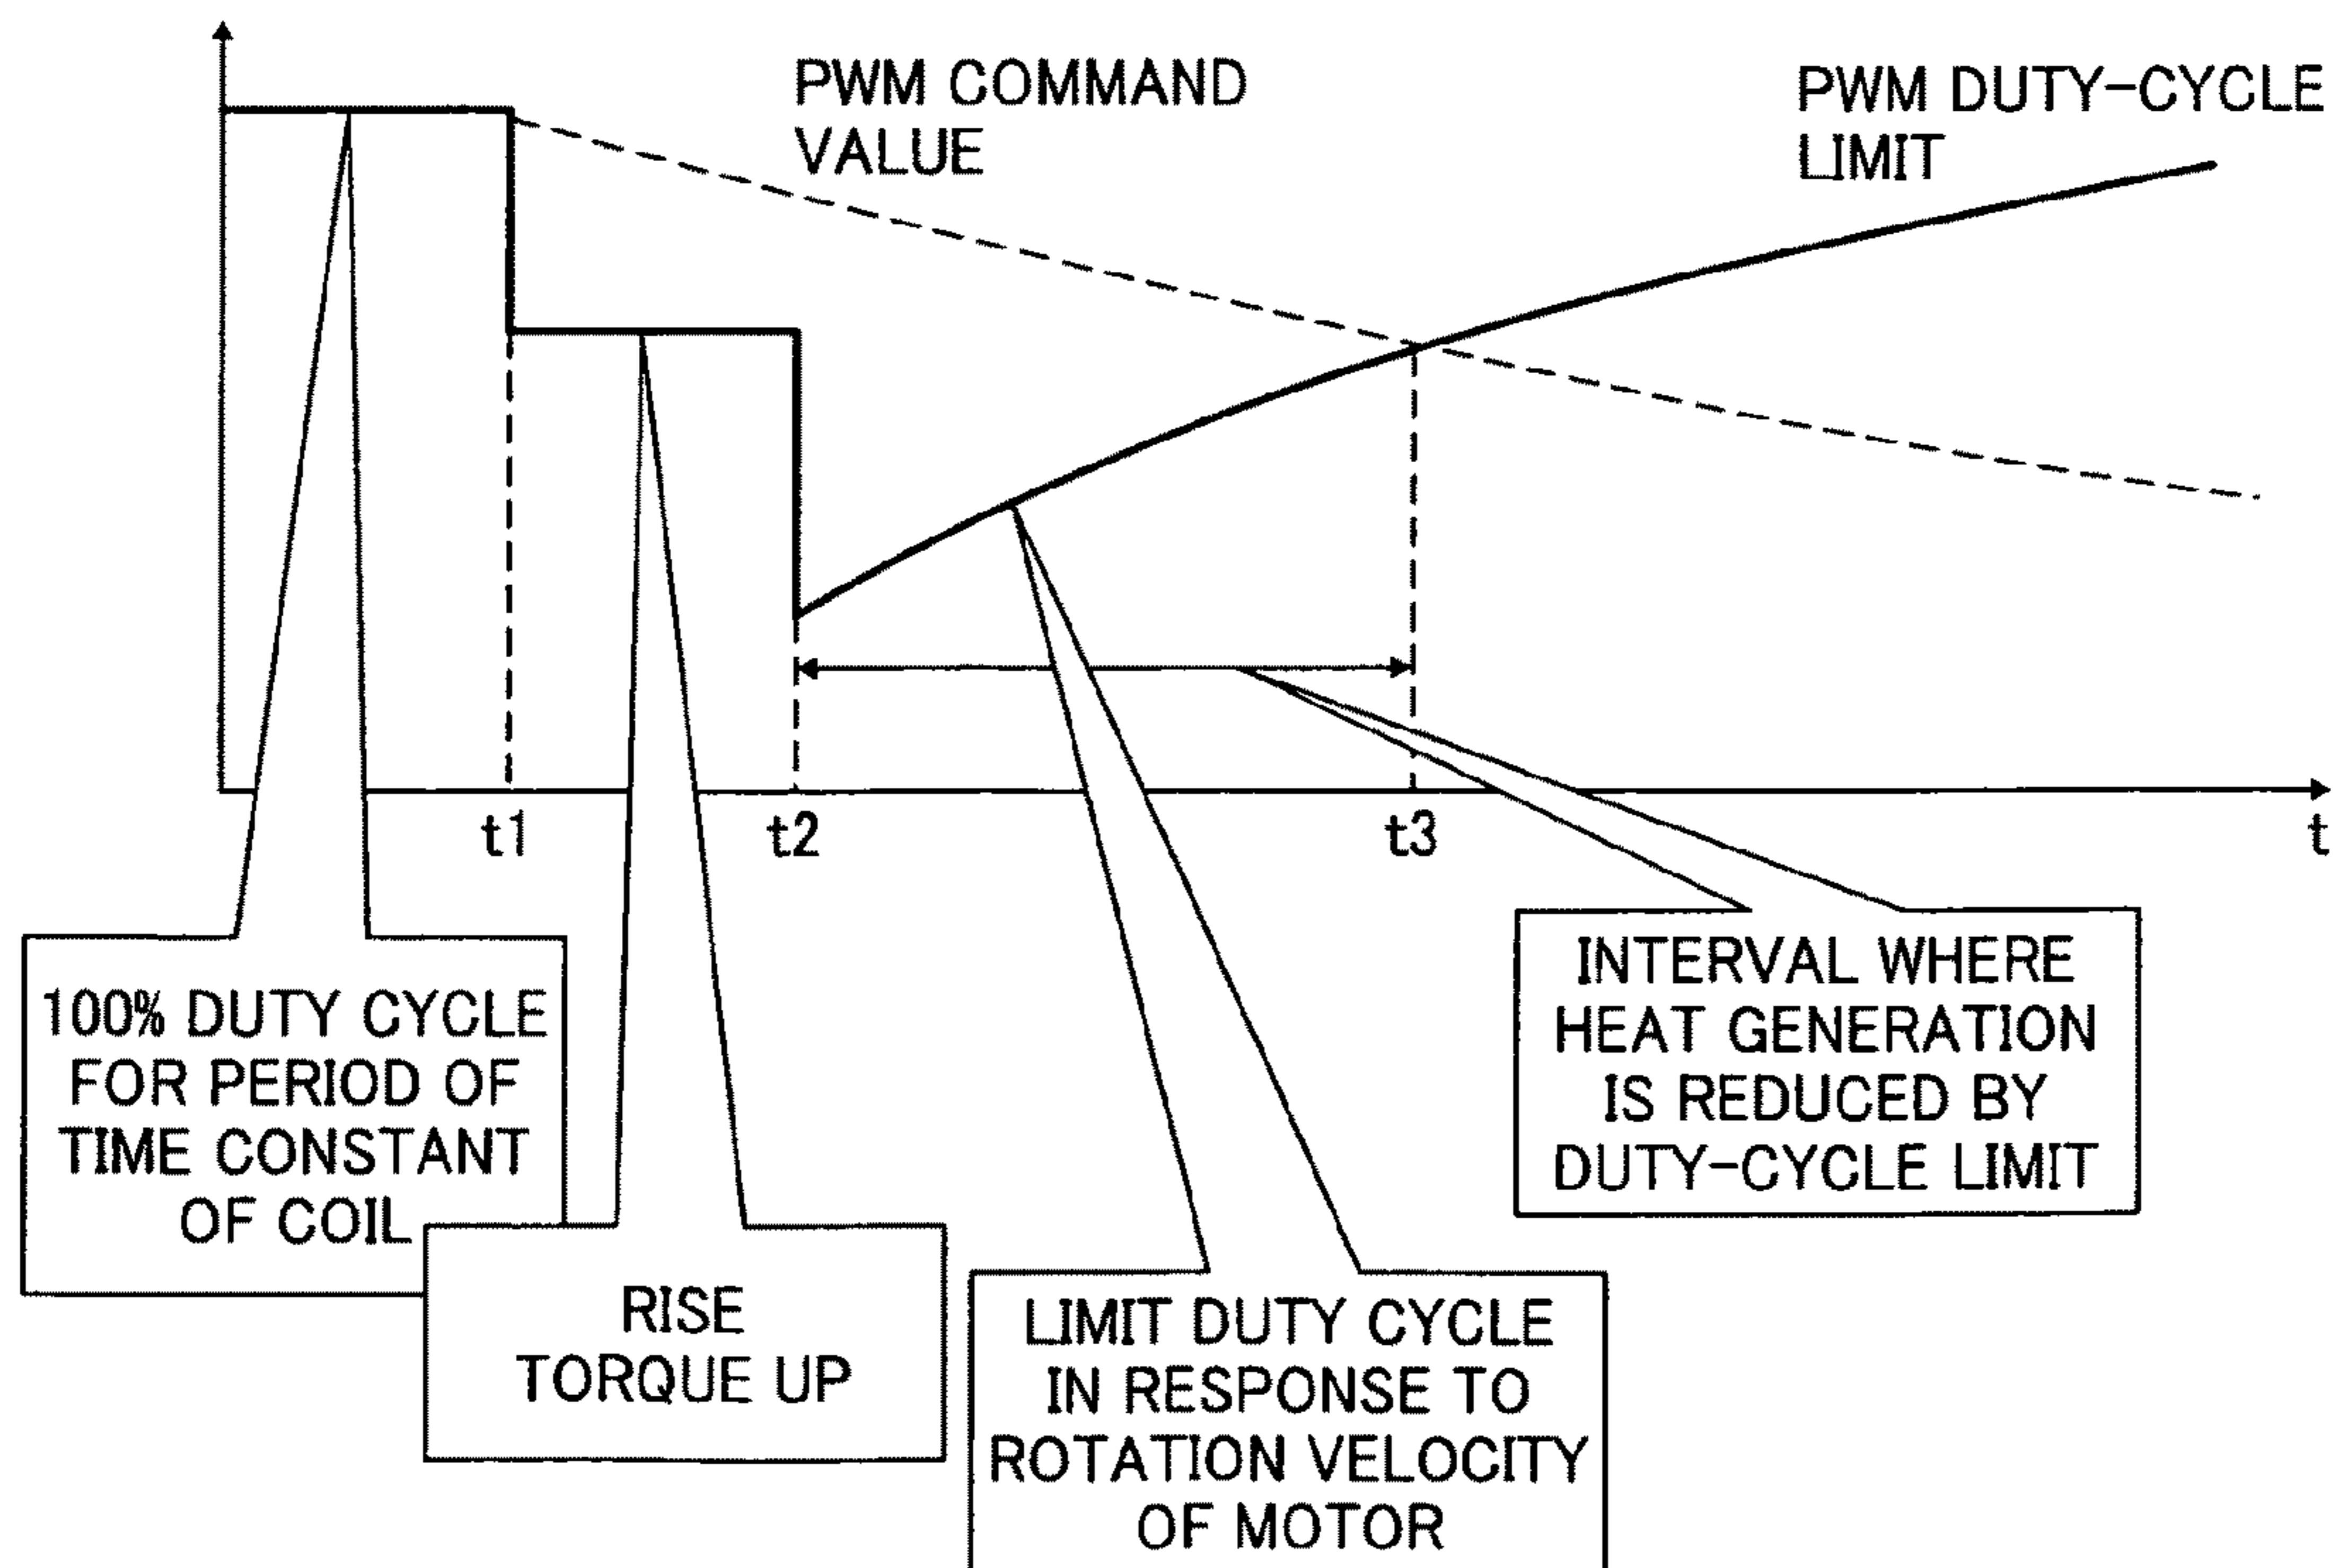 PWM COMMAND
VALUE
PWM DUTY-CYCLE
LIMIT
t1
t2
t3
t
100% DUTY CYCLE
FOR PERIOD OF
TIME CONSTANT
OF COIL
RISE
TORQUE UP
LIMIT DUTY CYCLE
IN RESPONSE TO
ROTATION VELOCITY
OF MOTOR
INTERVAL WHERE
HEAT GENERATION
IS REDUCED BY
DUTY-CYCLE LIMIT